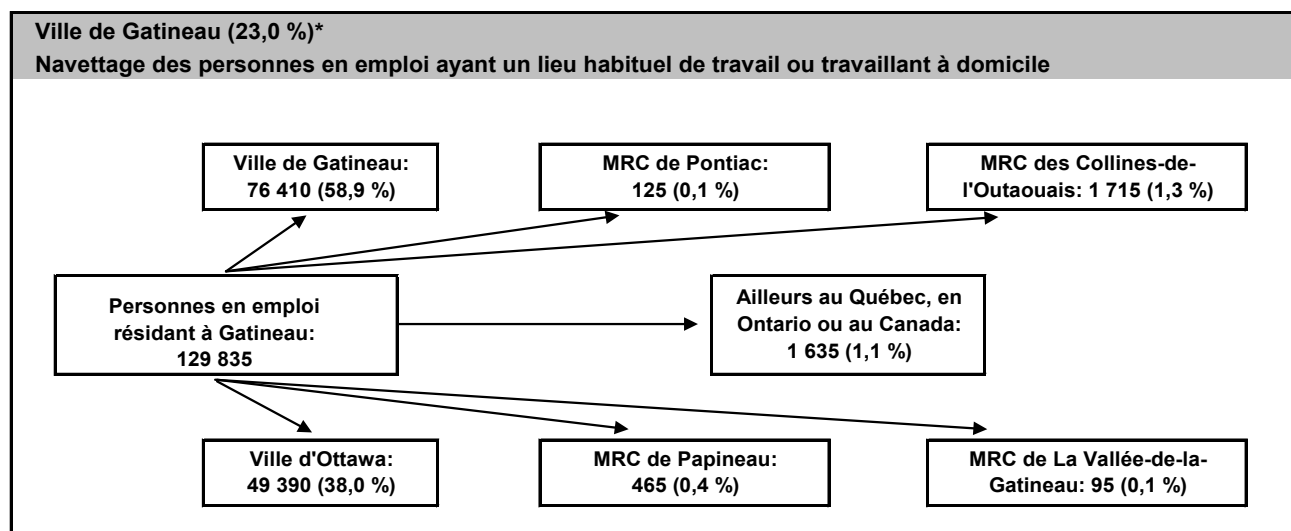 Ville de Gatineau (23,0 %)*
Navettage des personnes en emploi ayant un lieu habituel de travail ou travaillant à domicile
Ville de Gatineau:
76 410 (58,9 %)
MRC de Pontiac:
125 (0,1 %)
MRC des Collines-de-
l'Outaouais: 1 715 (1,3 %)
Personnes en emploi
résidant à Gatineau:
129 835
Ailleurs au Québec, en
Ontario ou au Canada:
1 635 (1,1 %)
Ville d'Ottawa:
49 390 (38,0 %)
MRC de Papineau:
465 (0,4 %)
MRC de La Vallée-de-la-
Gatineau: 95 (0,1 %)